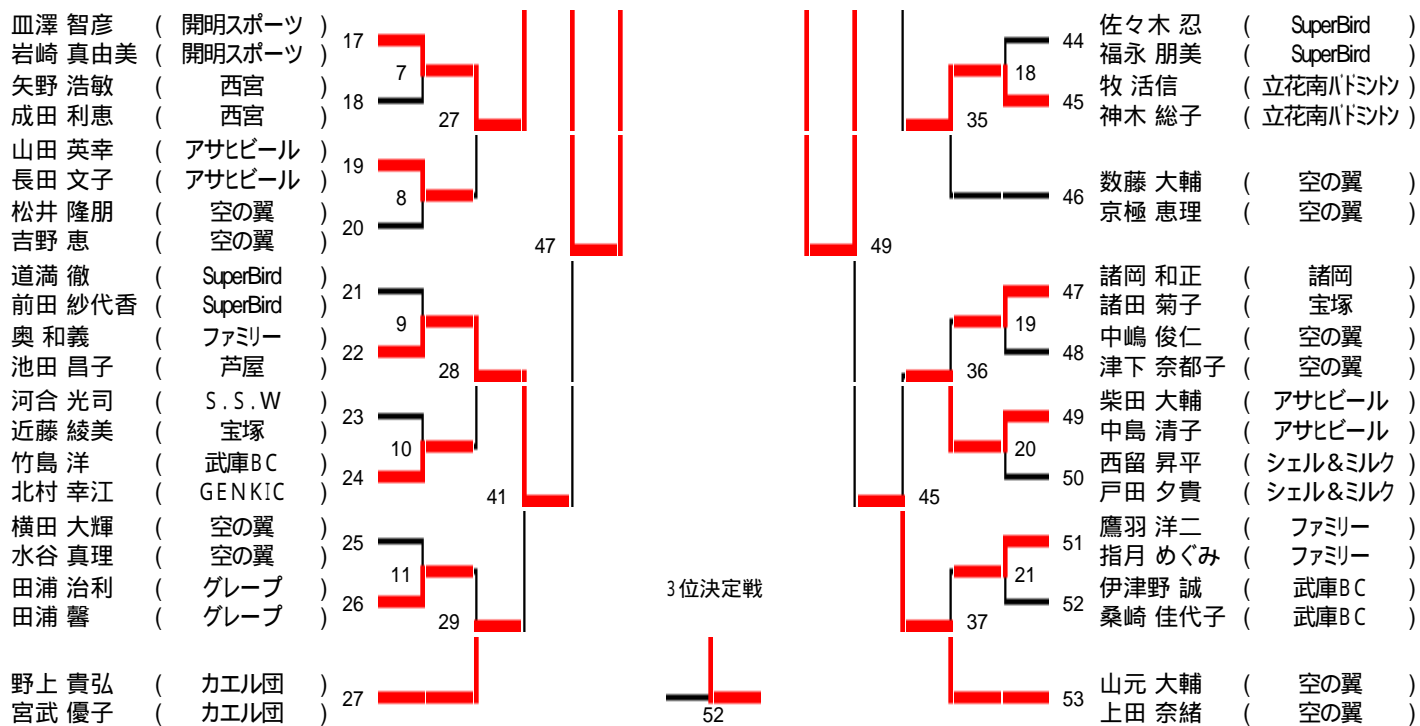 皿澤 智彦 ( 開明スポーツ )
岩崎 真由美 ( 開明スポーツ )
17
7
矢野 浩敏 ( 西宮 )
成田 利恵 ( 西宮 )
18
27
山田 英幸 ( アサヒビール )
長田 文子 ( アサヒビール )
19
8
松井 隆朋 ( 空の翼 )
吉野 恵 ( 空の翼 )
20
47
道満 徹 ( SuperBird )
前田 紗代香 ( SuperBird )
21
9
奥 和義 ( ファミリー )
池田 昌子 ( 芦屋 )
22
28
河合 光司 ( S.S.W )
近藤 綾美 ( 宝塚 )
23
10
竹島 洋 ( 武庫BC )
北村 幸江 ( GENKIC )
24
41
横田 大輝 ( 空の翼 )
水谷 真理 ( 空の翼 )
25
11
田浦 治利 ( グレープ )
田浦 馨 ( グレープ )
26
29
野上 貴弘 ( カエル団 )
宮武 優子 ( カエル団 )
27
3位決定戦
52
佐々木 忍 ( SuperBird )
福永 朋美 ( SuperBird )
44
18
牧 活信 ( 立花南バドミントン )
神木 総子 ( 立花南バドミントン )
45
35
数藤 大輔 ( 空の翼 )
京極 恵理 ( 空の翼 )
46
49
諸岡 和正 ( 諸岡 )
諸田 菊子 ( 宝塚 )
47
19
中嶋 俊仁 ( 空の翼 )
津下 奈都子 ( 空の翼 )
48
36
柴田 大輔 ( アサヒビール )
中島 清子 ( アサヒビール )
49
20
西留 昇平 ( シェル&ミルク )
戸田 夕貴 ( シェル&ミルク )
50
45
鷹羽 洋二 ( ファミリー )
指月 めぐみ ( ファミリー )
51
21
伊津野 誠 ( 武庫BC )
桑崎 佳代子 ( 武庫BC )
52
37
山元 大輔 ( 空の翼 )
上田 奈緒 ( 空の翼 )
53